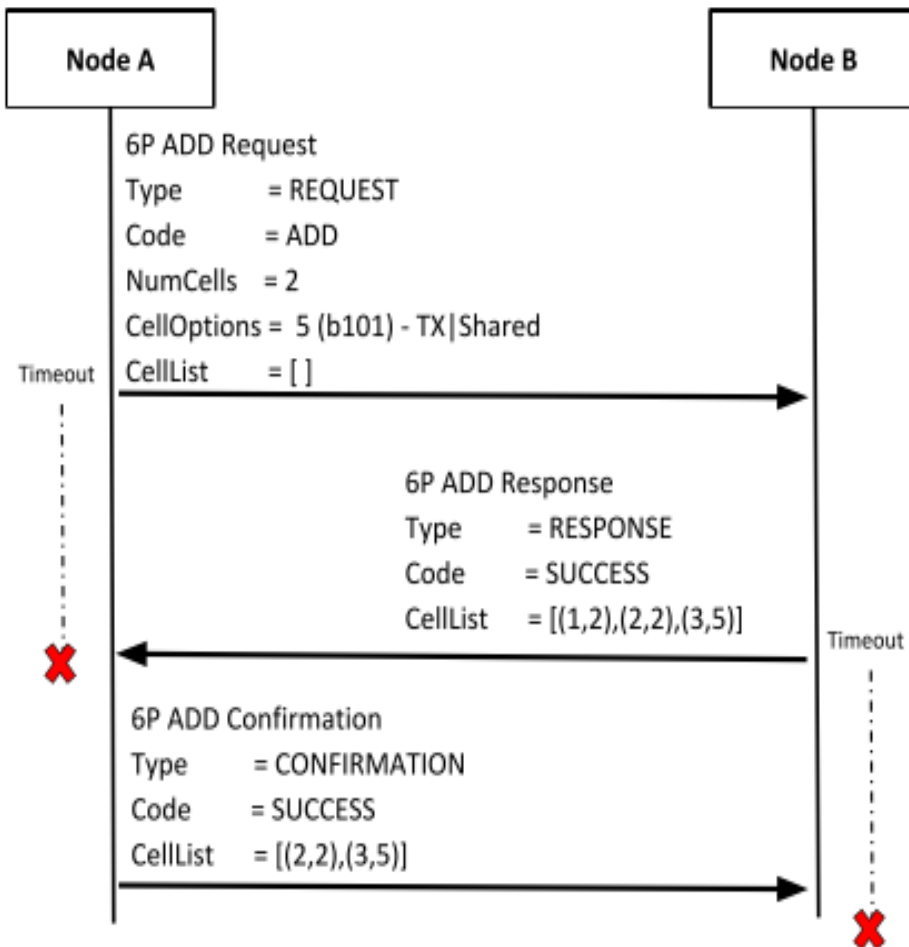 Node A
Node B
6P ADD Request
Type = REQUEST
Code = ADD
NumCells = 2
CellOptions = 5 (b101) - TX|Shared
Timeout
CellList = [ ]
6P ADD Response
Type = RESPONSE
Code = SUCCESS
CellList = [(1,2),(2,2),(3,5)]
Timeout
6P ADD Confirmation
Type = CONFIRMATION
Code = SUCCESS
CellList = [(2,2),(3,5)]